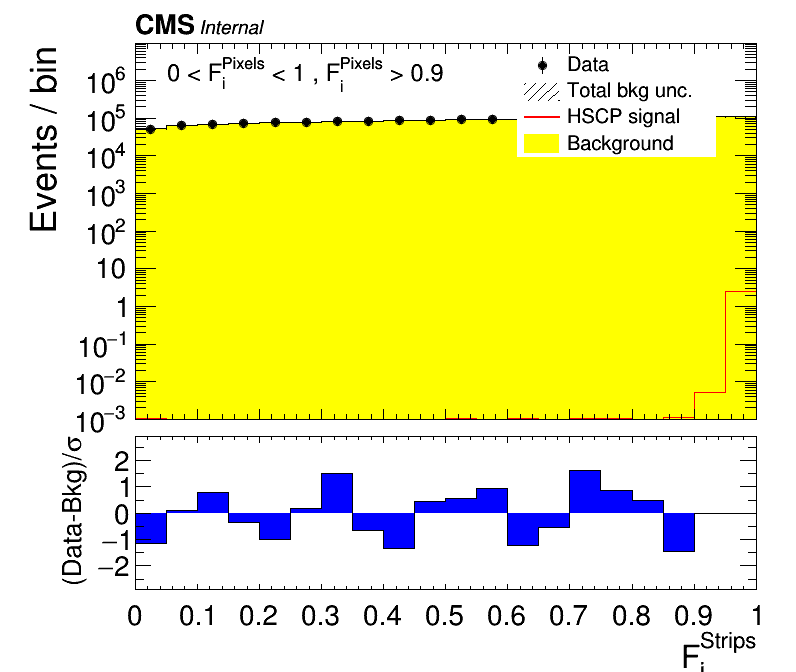 CMS Internal
0 < F_i^Pixels < 1 , F_i^Pixels > 0.9
Data
Total bkg unc.
HSCP signal
Background
Events / bin
10^6
10^5
10^4
10^3
10^2
10
1
10^−1
10^−2
10^−3
(Data-Bkg)/σ
2
1
0
−1
−2
0 0.1 0.2 0.3 0.4 0.5 0.6 0.7 0.8 0.9 1
F_i^Strips